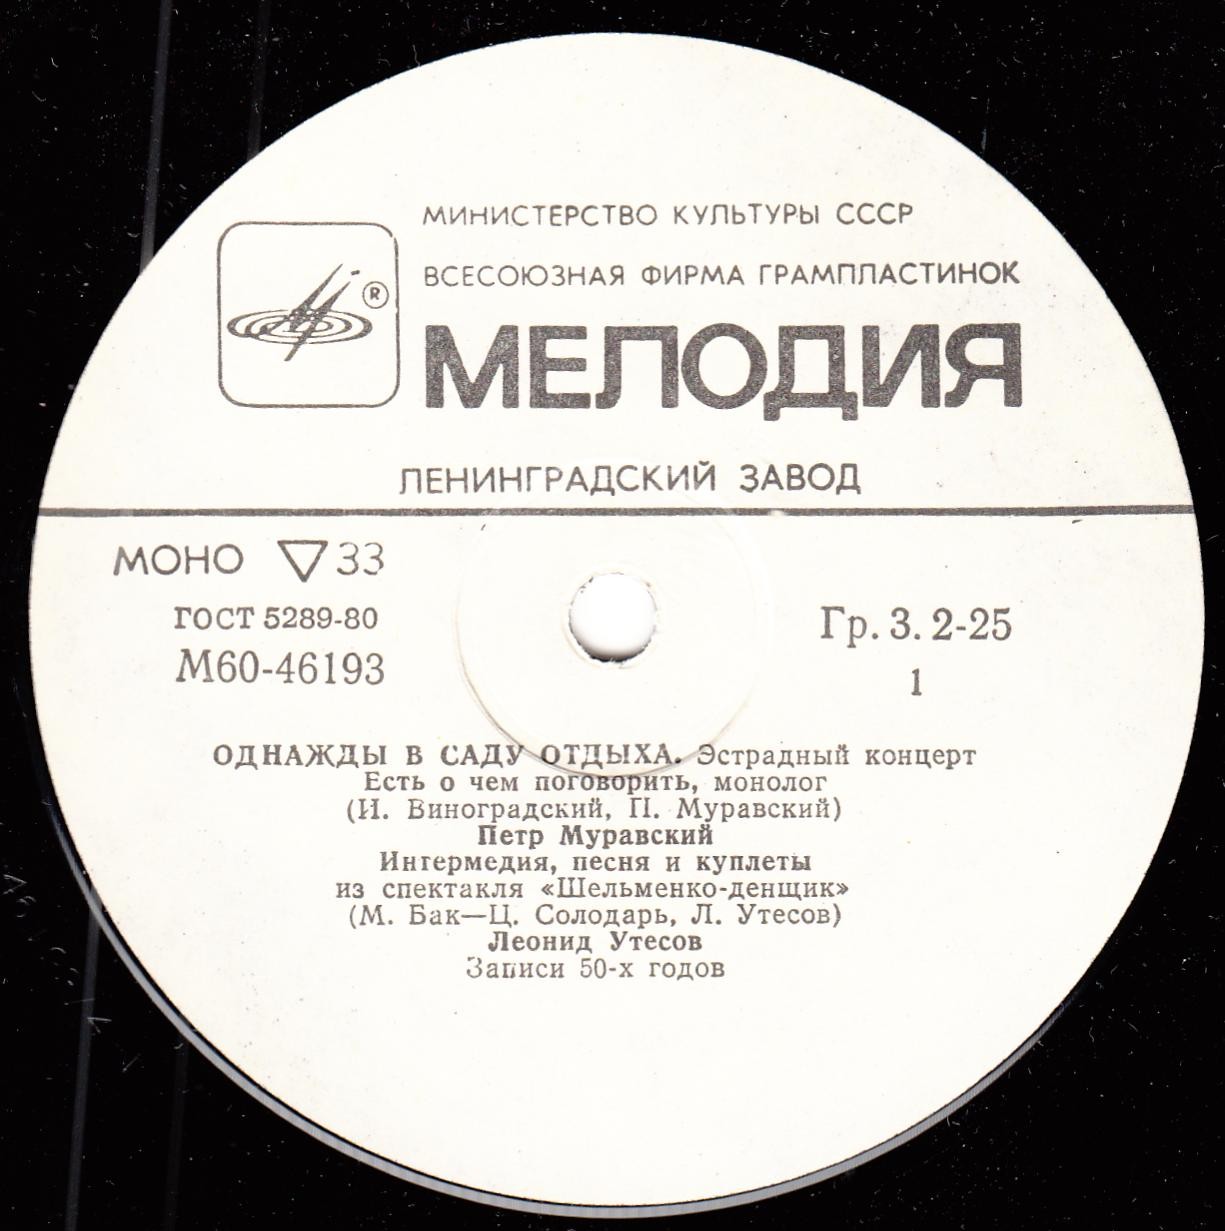 МИНИСТЕРСТВО КУЛЬТУРЫ СССР
ВСЕСОЮЗНАЯ ФИРМА ГРАМПЛАСТИНОК
®
МЕЛОДИЯ
ЛЕНИНГРАДСКИЙ ЗАВОД
МОНО ▽33
ГОСТ 5289-80
М60-46193
Гр. 3. 2-25
1
ОДНАЖДЫ В САДУ ОТДЫХА. Эстрадный концерт
Есть о чем поговорить, монолог
(И. Виноградский, П. Муравский)
Петр Муравский
Интермедия, песня и куплеты
из спектакля «Шельменко-денщик»
(М. Бак—Ц. Солодарь, Л. Утесов)
Леонид Утесов
Записи 50-х годов